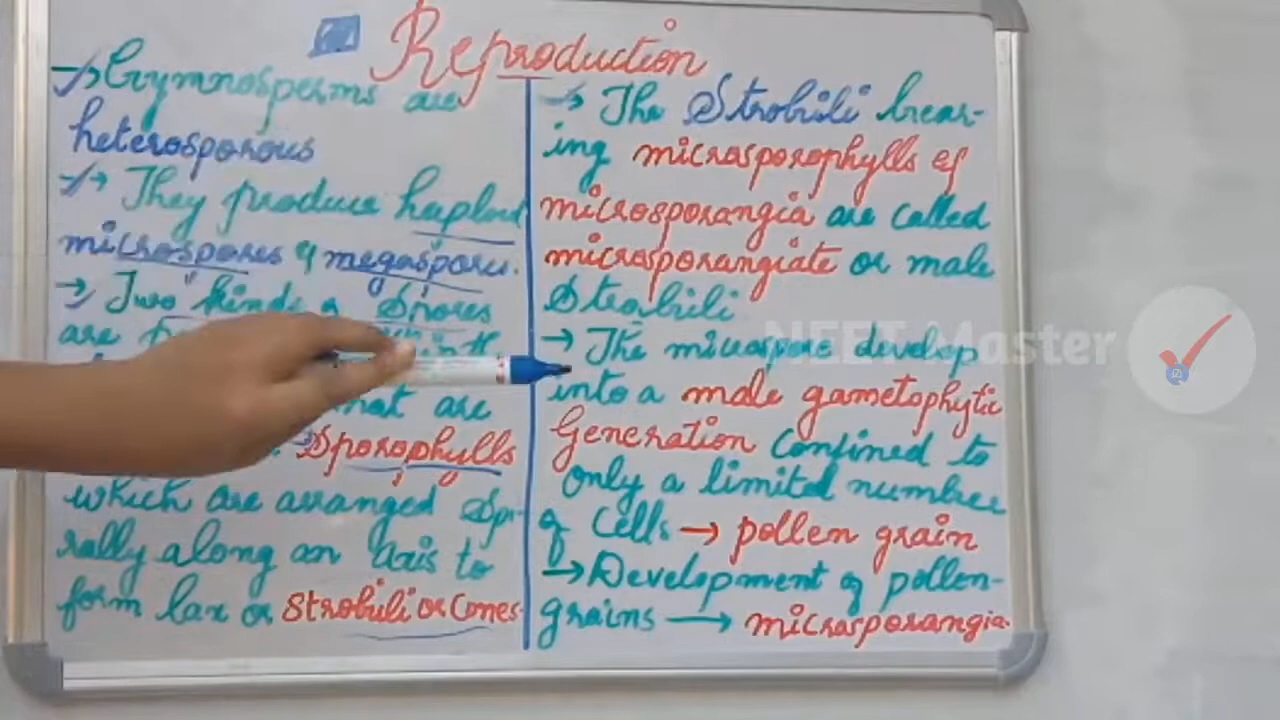 Reproduction
→ Gymnosperms are
heterosporous
→ They produce haploid
microspores & megaspores.
→ Two kinds of Spores
are
that are
Sporophylls
which are arranged Spi-
rally along an axis to
form lax or Strobili or Cones
→ The Strobili bear-
ing microsporophylls &
microsporangia are called
microsporangiate or male
Strobili
→ The microspore develop
into a male gametophytic
Generation Confined to
only a limited number
of Cells → pollen grain
→ Development of pollen-
grains → microsporangia.
NEET Master